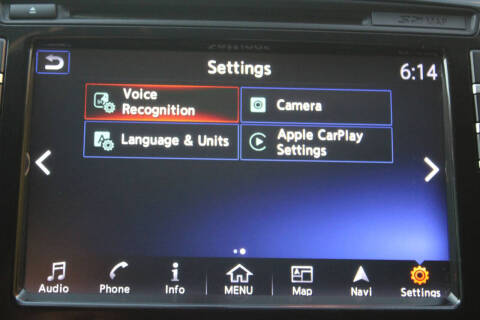 Settings
6:14
Voice
Recognition
Camera
Language & Units
Apple CarPlay
Settings
Audio
Phone
Info
MENU
Map
Navi
Settings